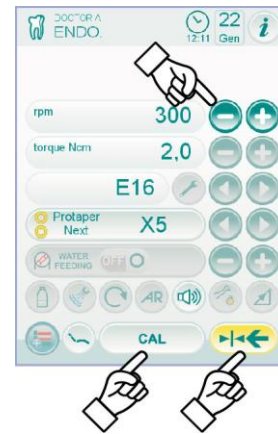 DOCTOR A
ENDO.
12:11
22
Gen
i
rpm 300
torque Ncm 2,0
E16
Protaper
Next
X5
WATER
FEEDING
OFF
AR
CAL